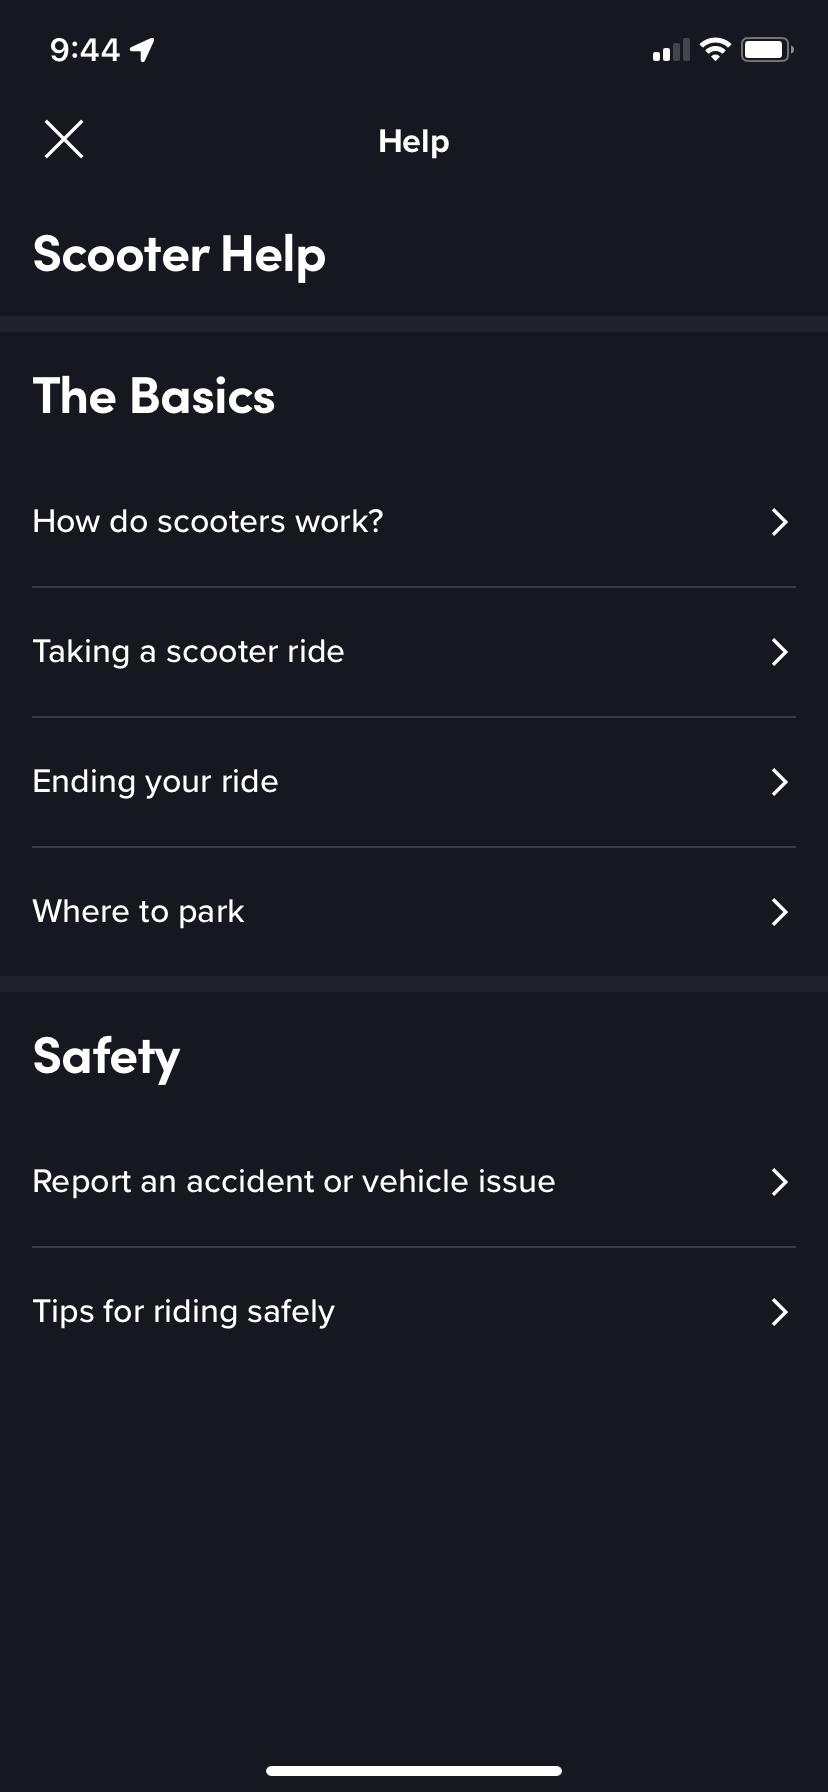 9:44
Help
Scooter Help
The Basics
How do scooters work?
Taking a scooter ride
Ending your ride
Where to park
Safety
Report an accident or vehicle issue
Tips for riding safely